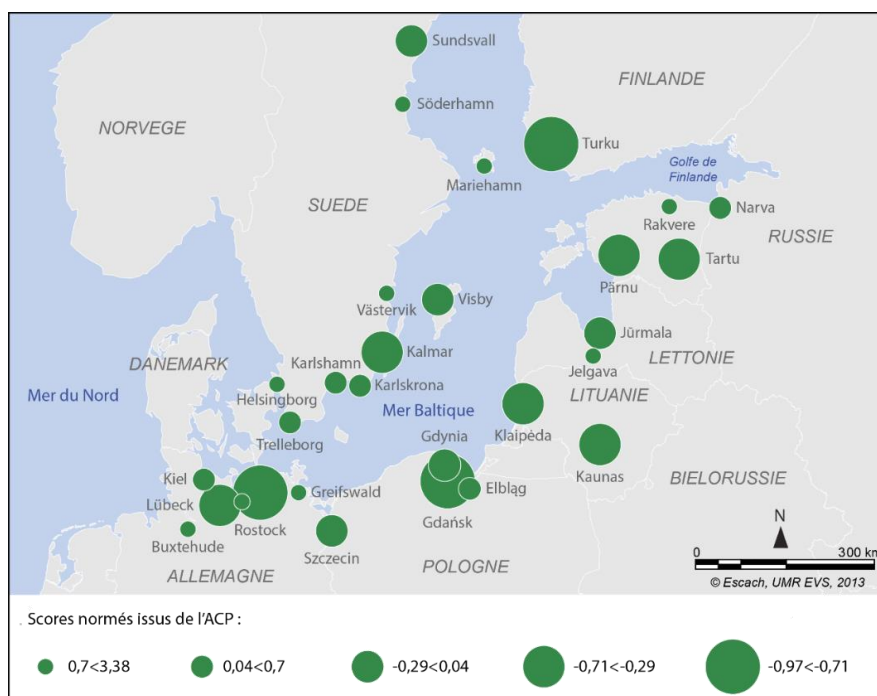 Sundsvall
FINLANDE
Söderhamn
NORVEGE
Turku
Golfe de
Finlande
Mariehamn
SUEDE
Rakvere
Narva
RUSSIE
Tartu
Pärnu
Västervik
Visby
Jūrmala
Kalmar
DANEMARK
Karlshamn
Jelgava
LETTONIE
Mer du Nord
Helsingborg
Karlskrona
LITUANIE
Mer Baltique
Trelleborg
Klaipėda
Gdynia
Kaunas
Kiel
BIELORUSSIE
Greifswald
Elbląg
Lübeck
Rostock
Gdańsk
Buxtehude
Szczecin
N
ALLEMAGNE
POLOGNE
0 300 km
© Escach, UMR EVS, 2013
. Scores normés issus de l'ACP :
0,7<3,38 0,04<0,7 -0,29<0,04 -0,71<-0,29 -0,97<-0,71